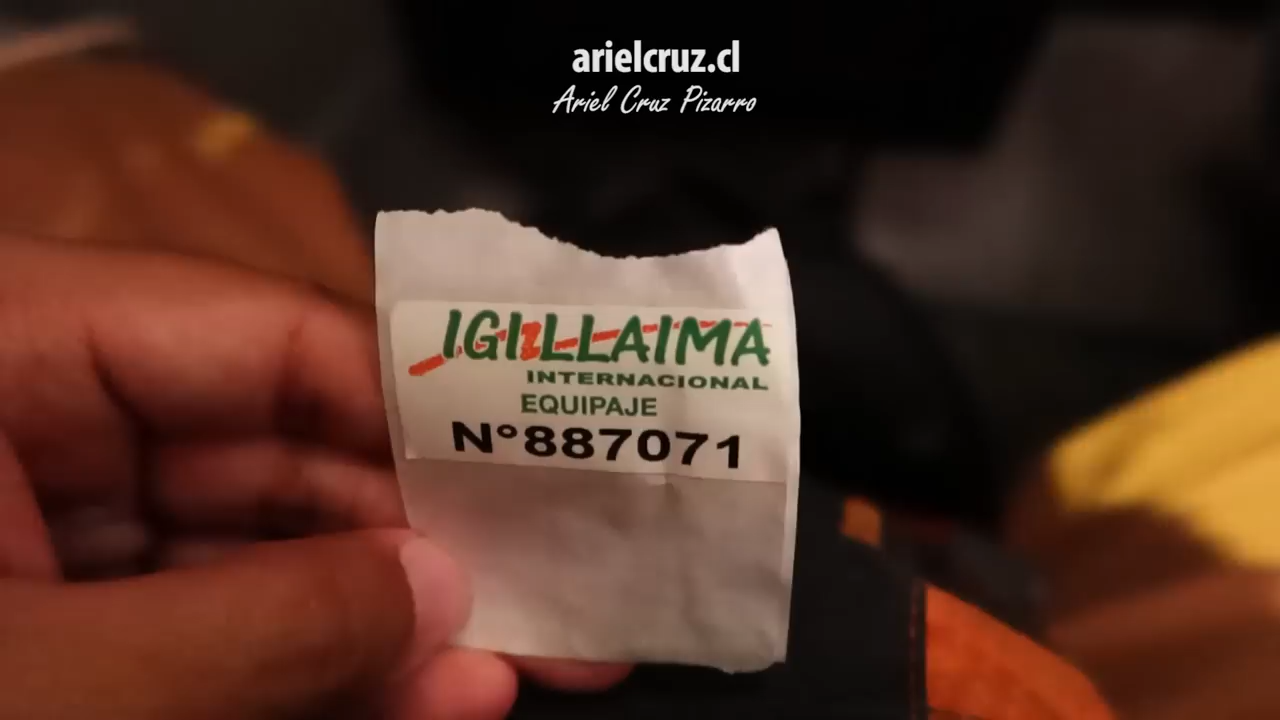 arielcruz.cl
Ariel Cruz Pizarro
IGILLAIMA
INTERNACIONAL
EQUIPAJE
N°887071